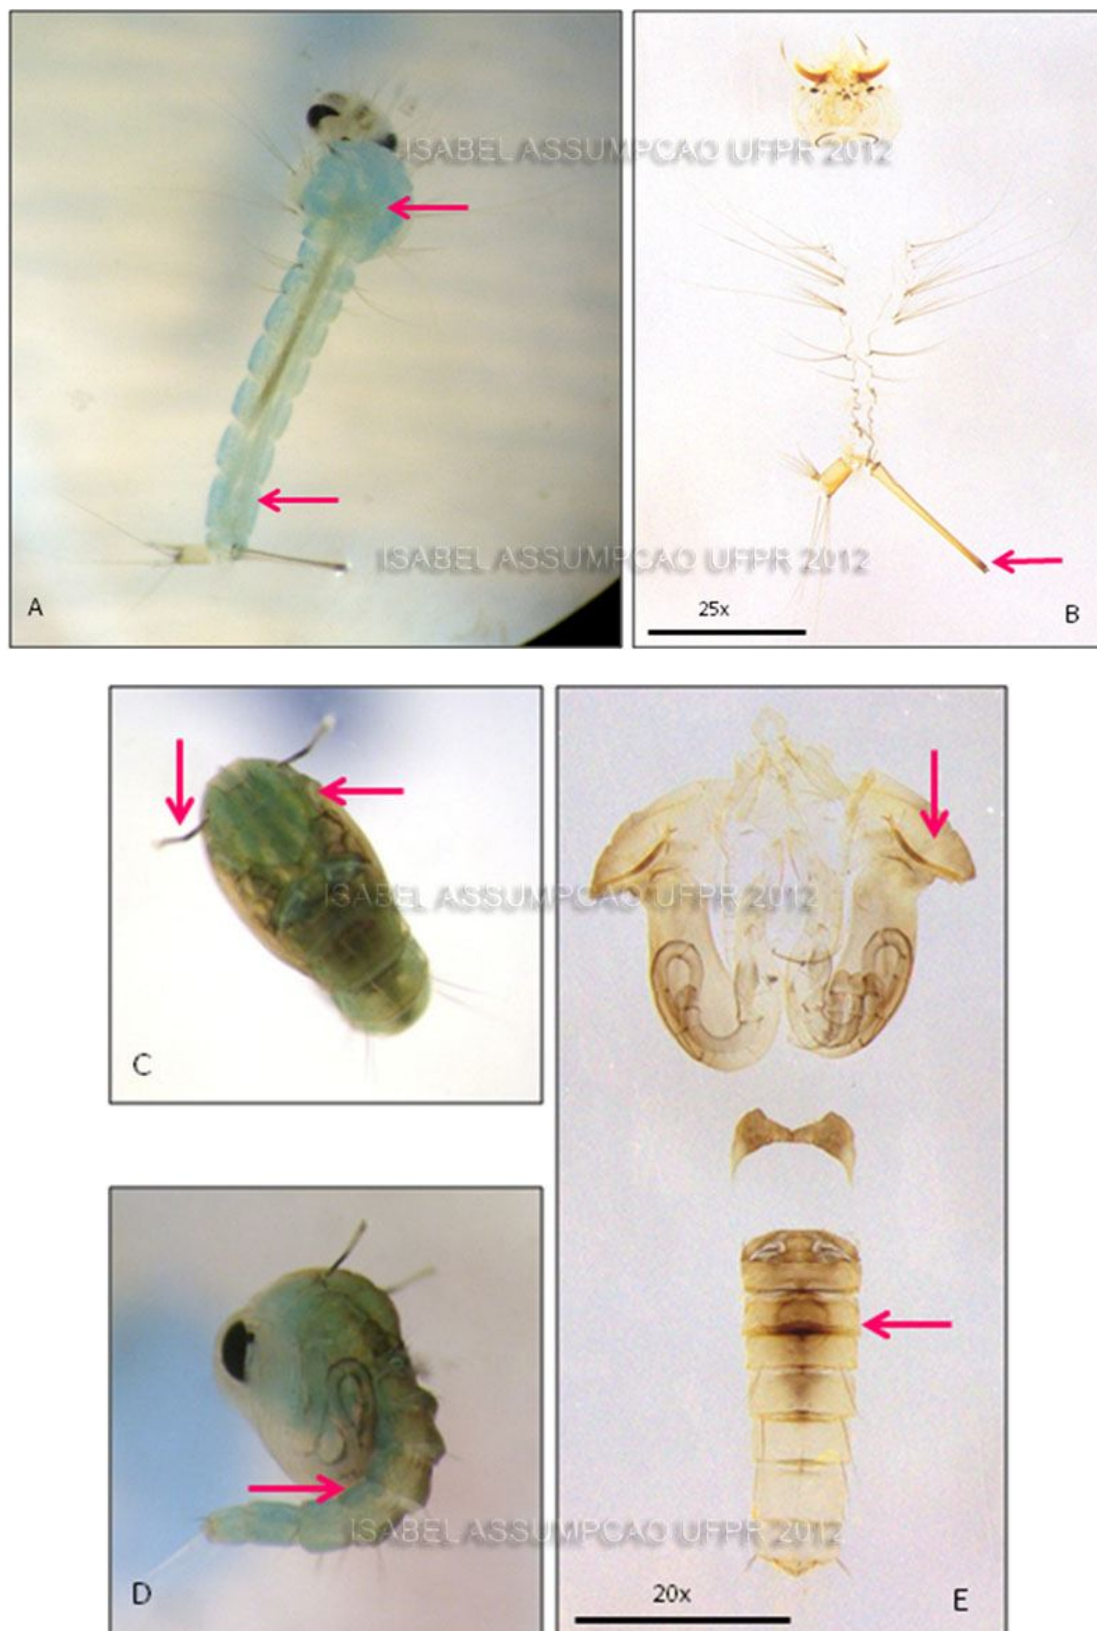 ISABEL ASSUMPCAO UFPR 2012
ISABEL ASSUMPCAO UFPR 2012
A
25x
B
ISABEL ASSUMPCAO UFPR 2012
C
ISABEL ASSUMPCAO UFPR 2012
D
20x
E